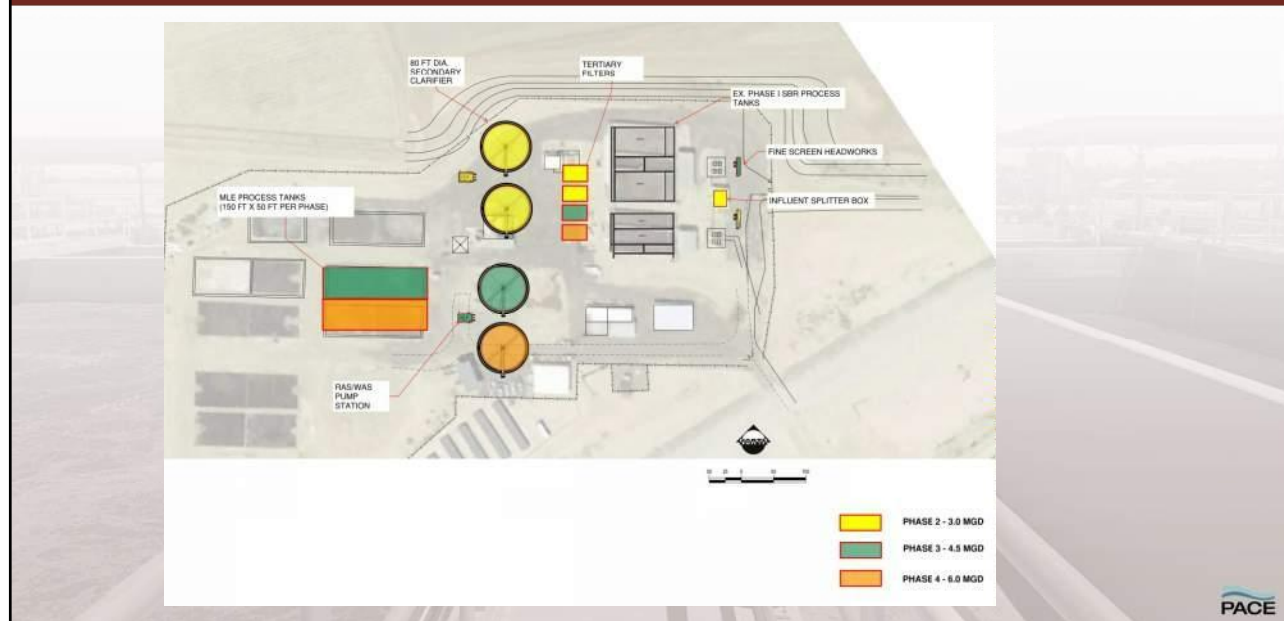 80 FT DIA.
SECONDARY
CLARIFIER
TERTIARY
FILTERS
EX. PHASE I SBR PROCESS
TANKS
FINE SCREEN HEADWORKS
MLE PROCESS TANKS
(150 FT X 50 FT PER PHASE)
INFLUENT SPLITTER BOX
RAS/WAS
PUMP
STATION
NORTH
PHASE 2 - 3.0 MGD
PHASE 3 - 4.5 MGD
PHASE 4 - 6.0 MGD
PACE